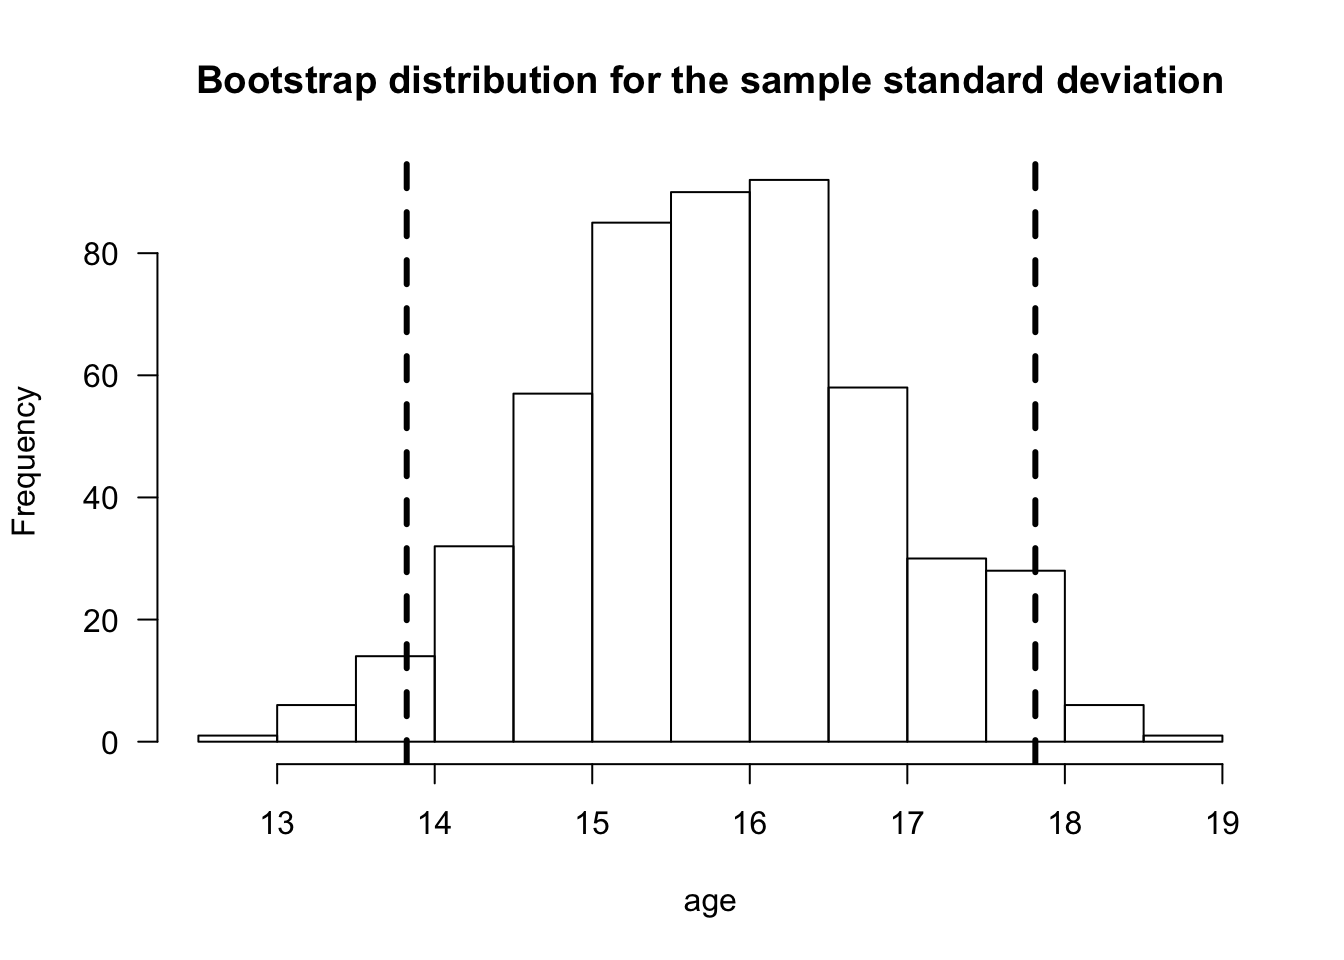 Bootstrap distribution for the sample standard deviation
Frequency
80
60
40
20
0
13 14 15 16 17 18 19
age